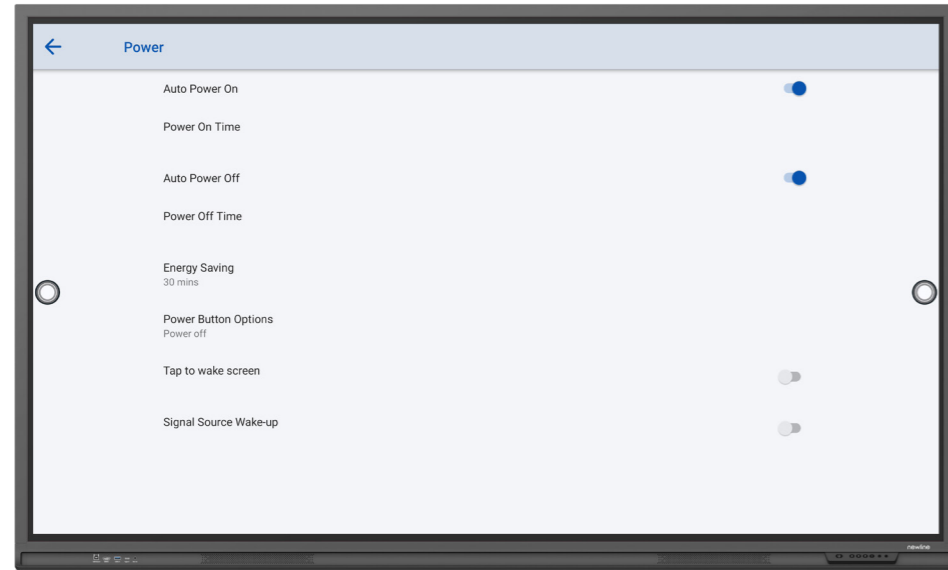 Power
Auto Power On
Power On Time
Auto Power Off
Power Off Time
Energy Saving
30 mins
Power Button Options
Power off
Tap to wake screen
Signal Source Wake-up
newline